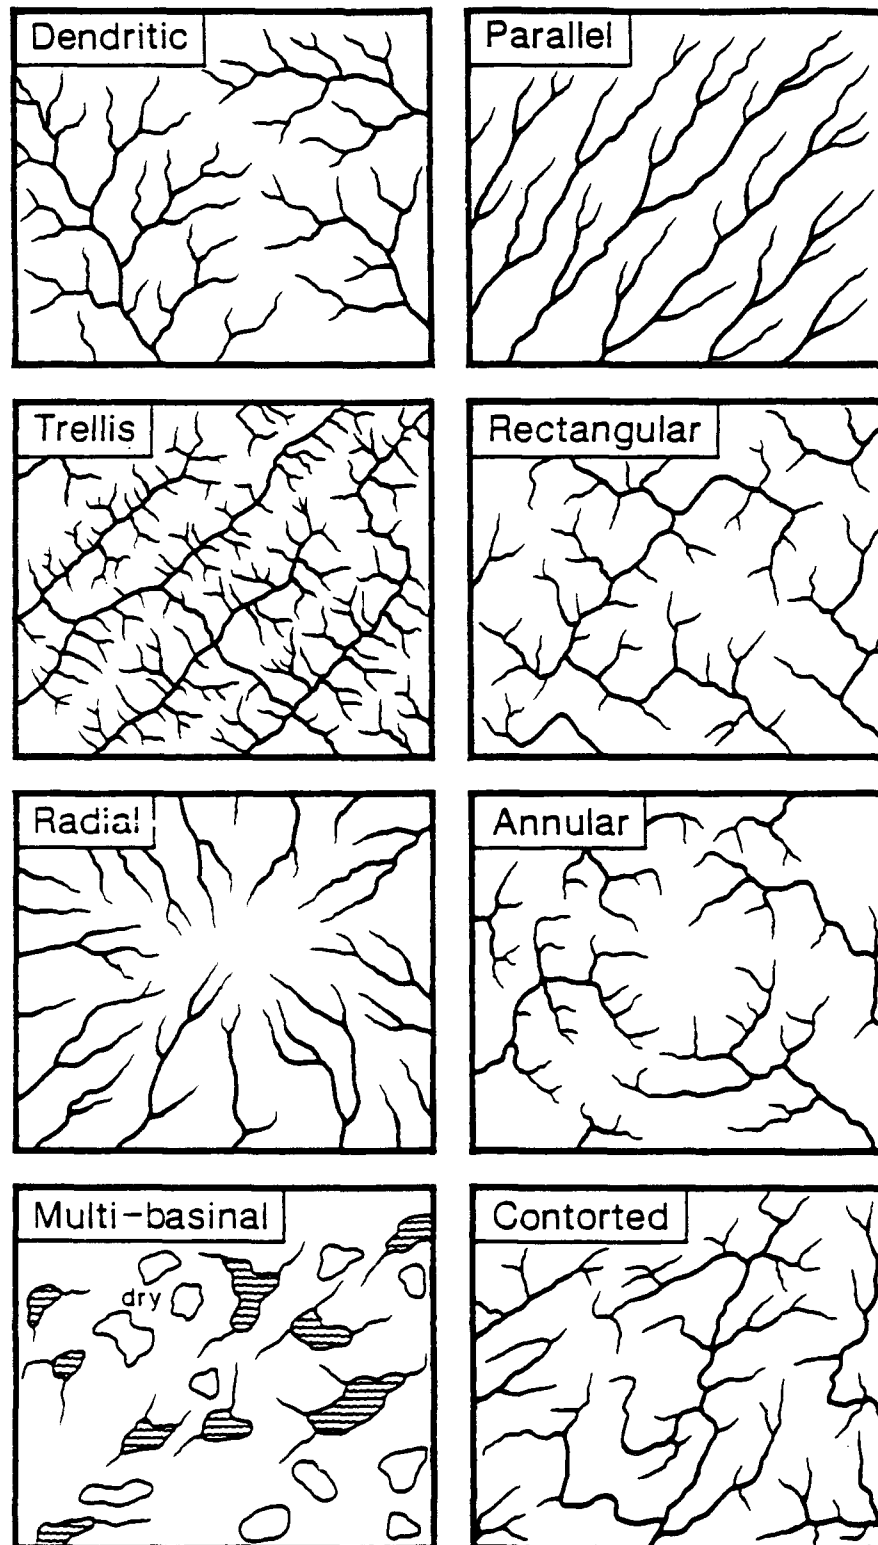 Dendritic
Parallel
Trellis
Rectangular
Radial
Annular
Multi-basinal
dry
Contorted